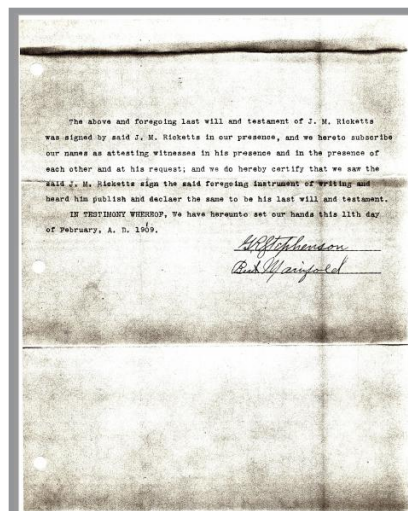 The above and foregoing last will and testament of J. M. Ricketts
was signed by said J. M. Ricketts in our presence, and we hereto subscribe
our names as attesting witnesses in his presence and in the presence of
each other and at his request; and we do hereby certify that we saw the
said J. M. Ricketts sign the said foregoing instrument of writing and
heard him publish and declaer the same to be his last will and testament.
IN TESTIMONY WHEREOF, We have hereunto set our hands this 11th day
of February, A. D. 1909.
G R Stephenson
Manifold